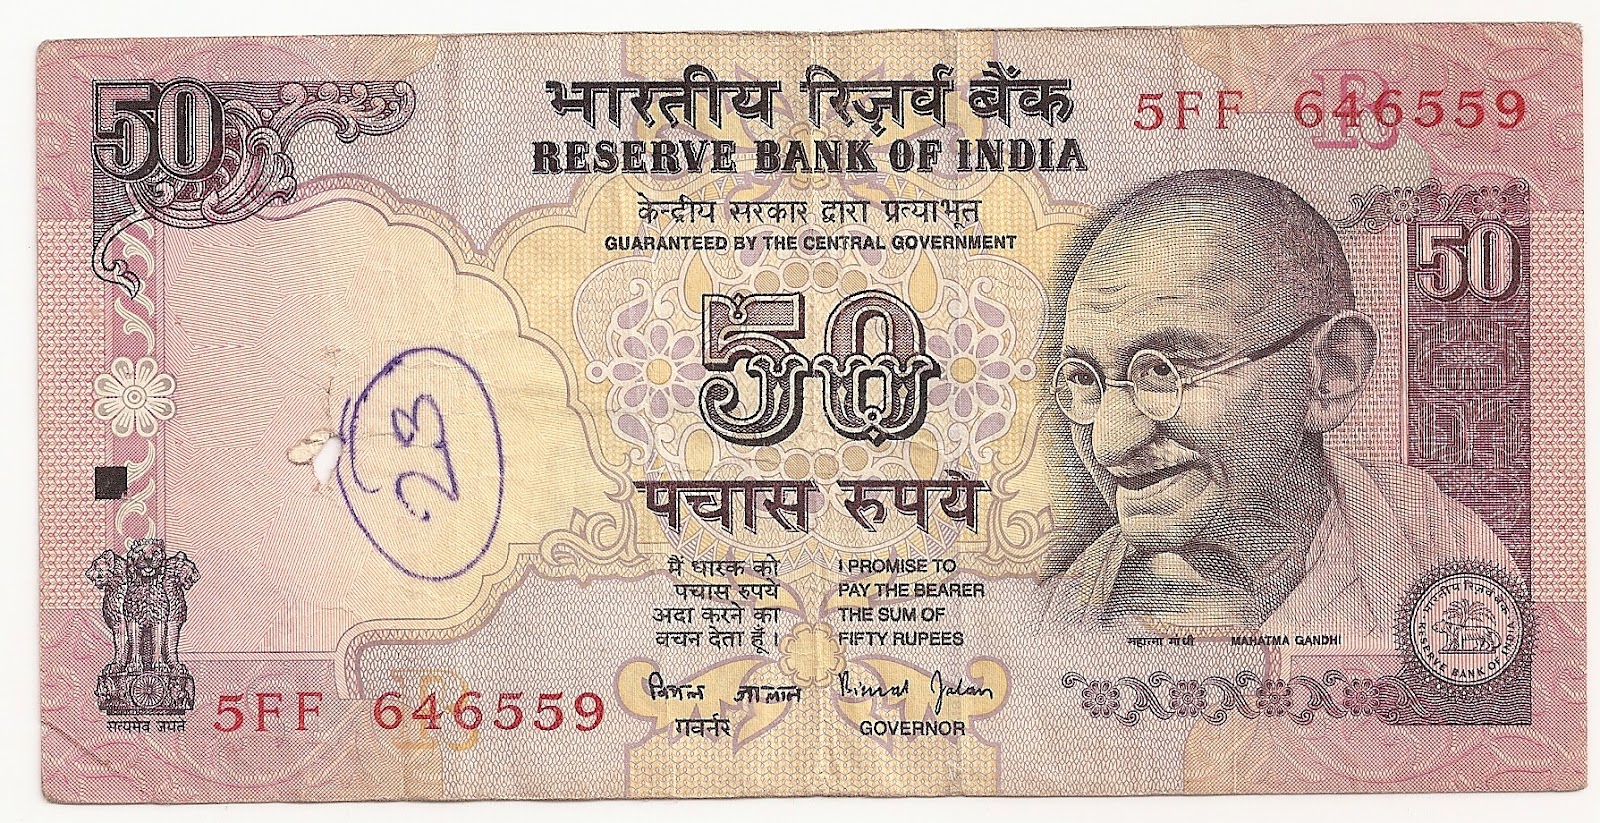 50
भारतीय रिज़र्व बैंक
RESERVE BANK OF INDIA
5FF 646559
केन्द्रीय सरकार द्वारा प्रत्याभूत
GUARANTEED BY THE CENTRAL GOVERNMENT
50
50
23
पचास रुपये
मैं धारक को
पचास रुपये
अदा करने का
वचन देता हूँ।
I PROMISE TO
PAY THE BEARER
THE SUM OF
FIFTY RUPEES
महात्मा गांधी MAHATMA GANDHI
भारतीय रिज़र्व बैंक
RESERVE BANK OF INDIA
बिमल जालान
Bimal Jalan
गवर्नर
GOVERNOR
सत्यमेव जयते
5FF 646559